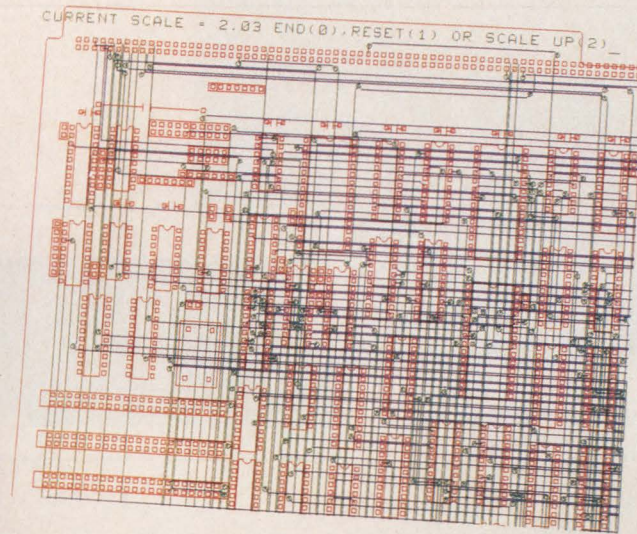 CURRENT SCALE = 2.03 END(0),RESET(1) OR SCALE UP(2)_